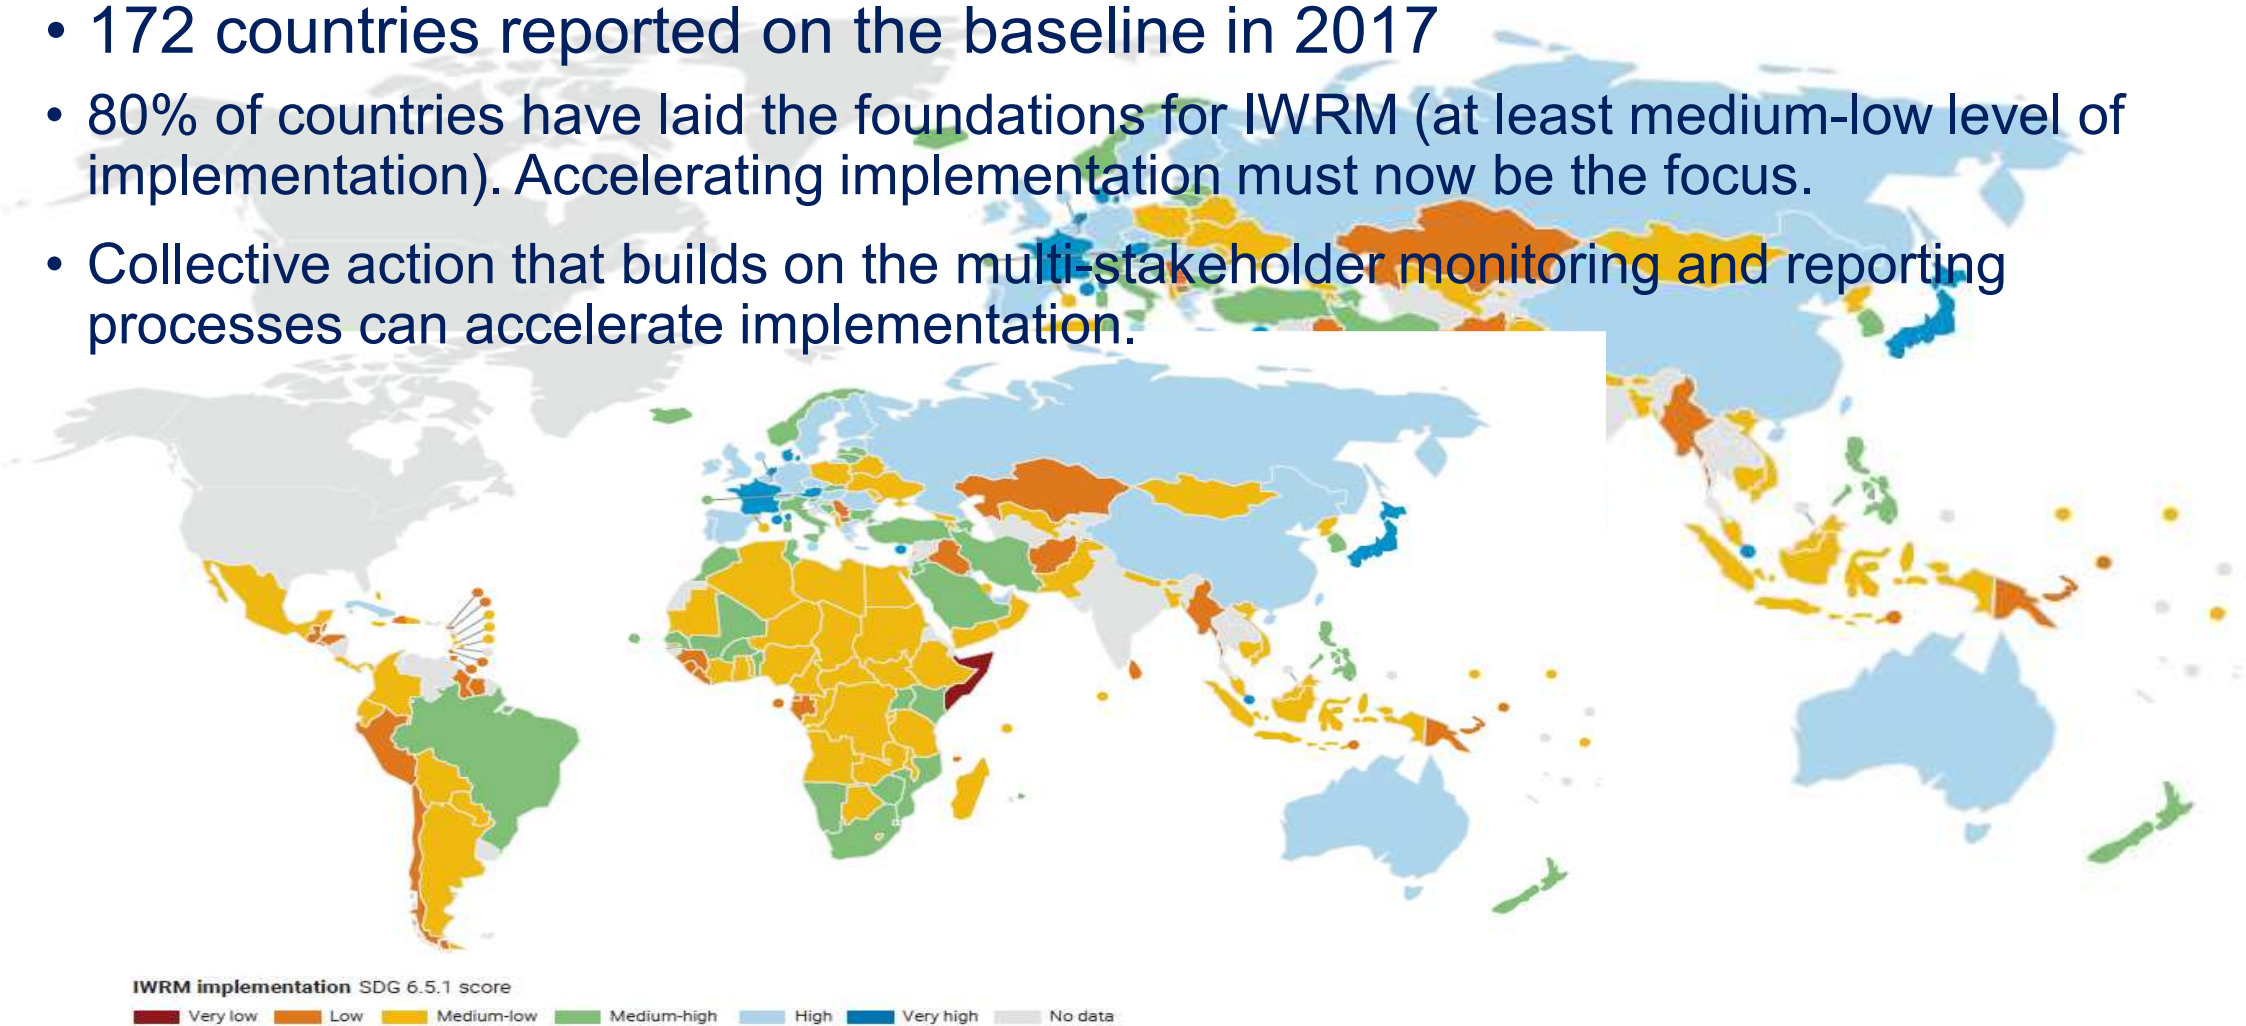 • 172 countries reported on the baseline in 2017
• 80% of countries have laid the foundations for IWRM (at least medium-low level of
implementation). Accelerating implementation must now be the focus.
• Collective action that builds on the multi-stakeholder monitoring and reporting
processes can accelerate implementation.
IWRM implementation SDG 6.5.1 score
Very low Low Medium-low Medium-high High Very high No data